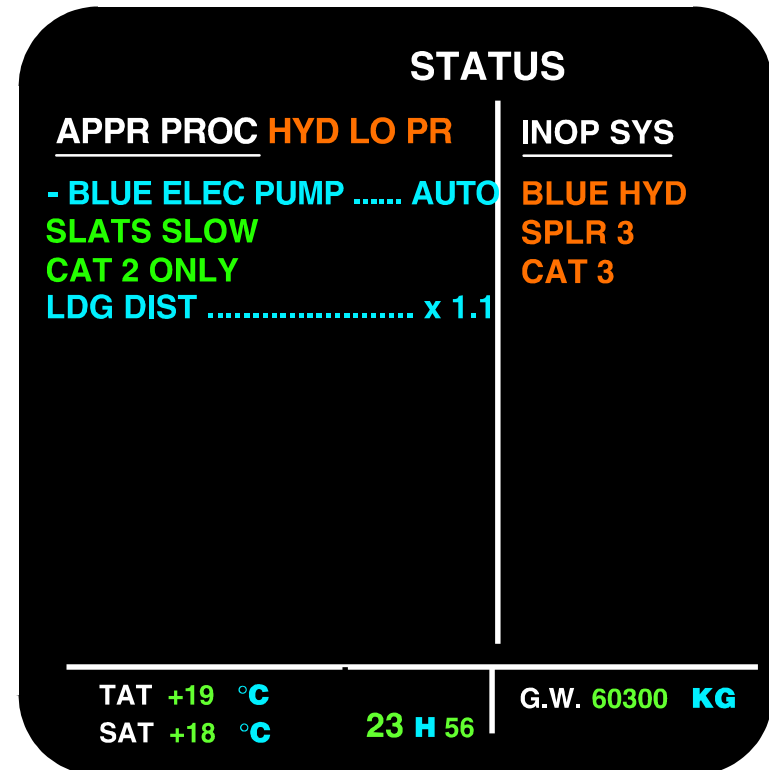 STATUS
APPR PROC HYD LO PR
- BLUE ELEC PUMP ...... AUTO
SLATS SLOW
CAT 2 ONLY
LDG DIST ....................... x 1.1
INOP SYS
BLUE HYD
SPLR 3
CAT 3
TAT +19 °C
SAT +18 °C
23 H 56
G.W. 60300 KG